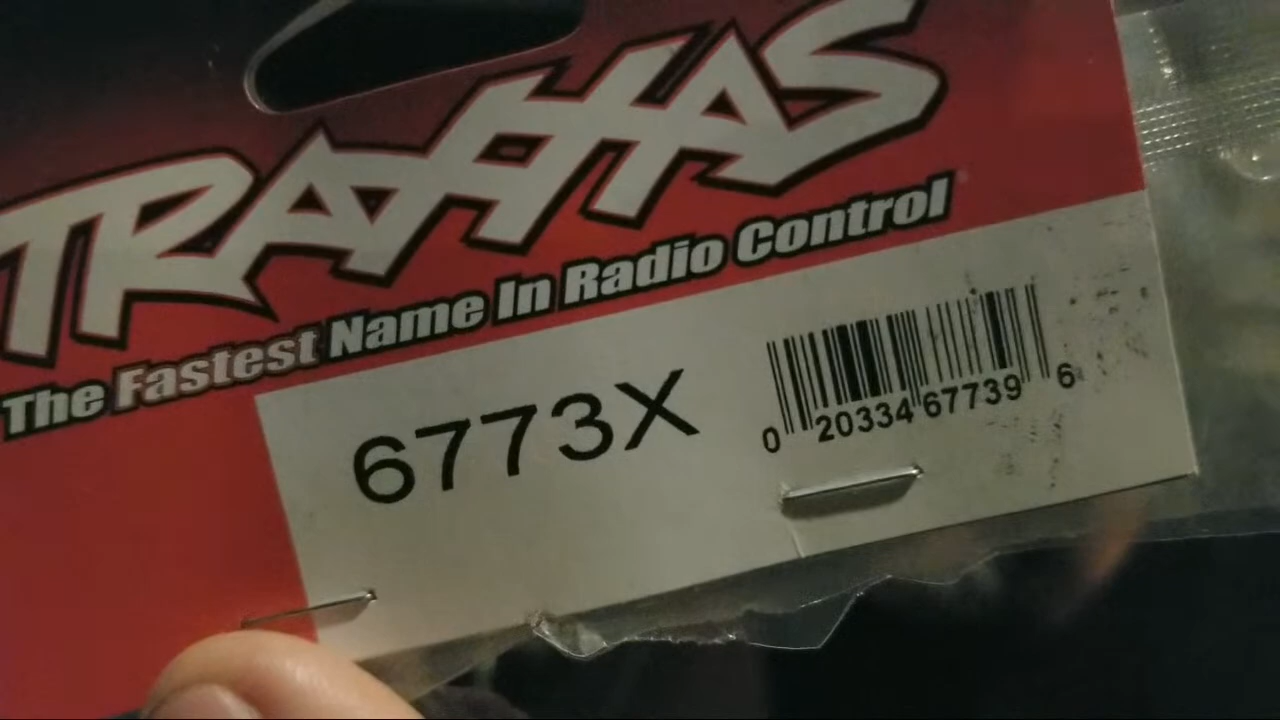 TRAXXAS
The Fastest Name In Radio Control
6773X
0 20334 67739 6